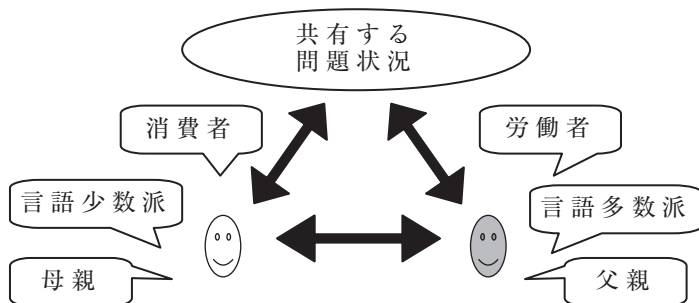 共有する
問題状況
消費者
労働者
言語少数派
言語多数派
母親
父親